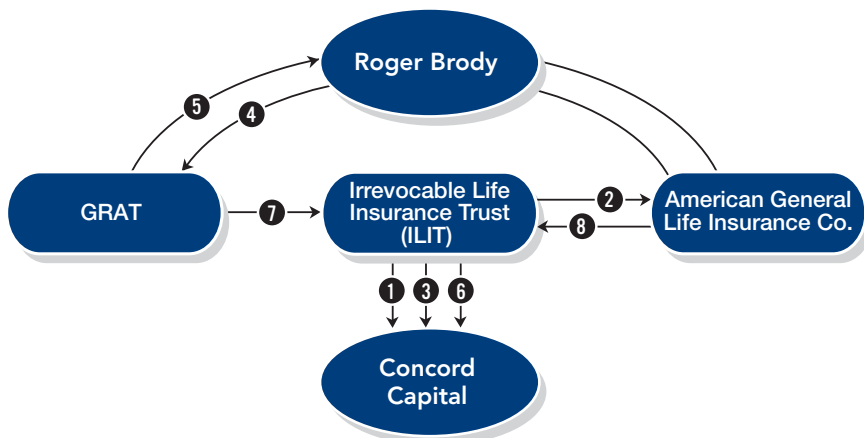 Roger Brody
5
4
GRAT
7
Irrevocable Life
Insurance Trust
(ILIT)
2
8
American General
Life Insurance Co.
1 3 6
Concord
Capital